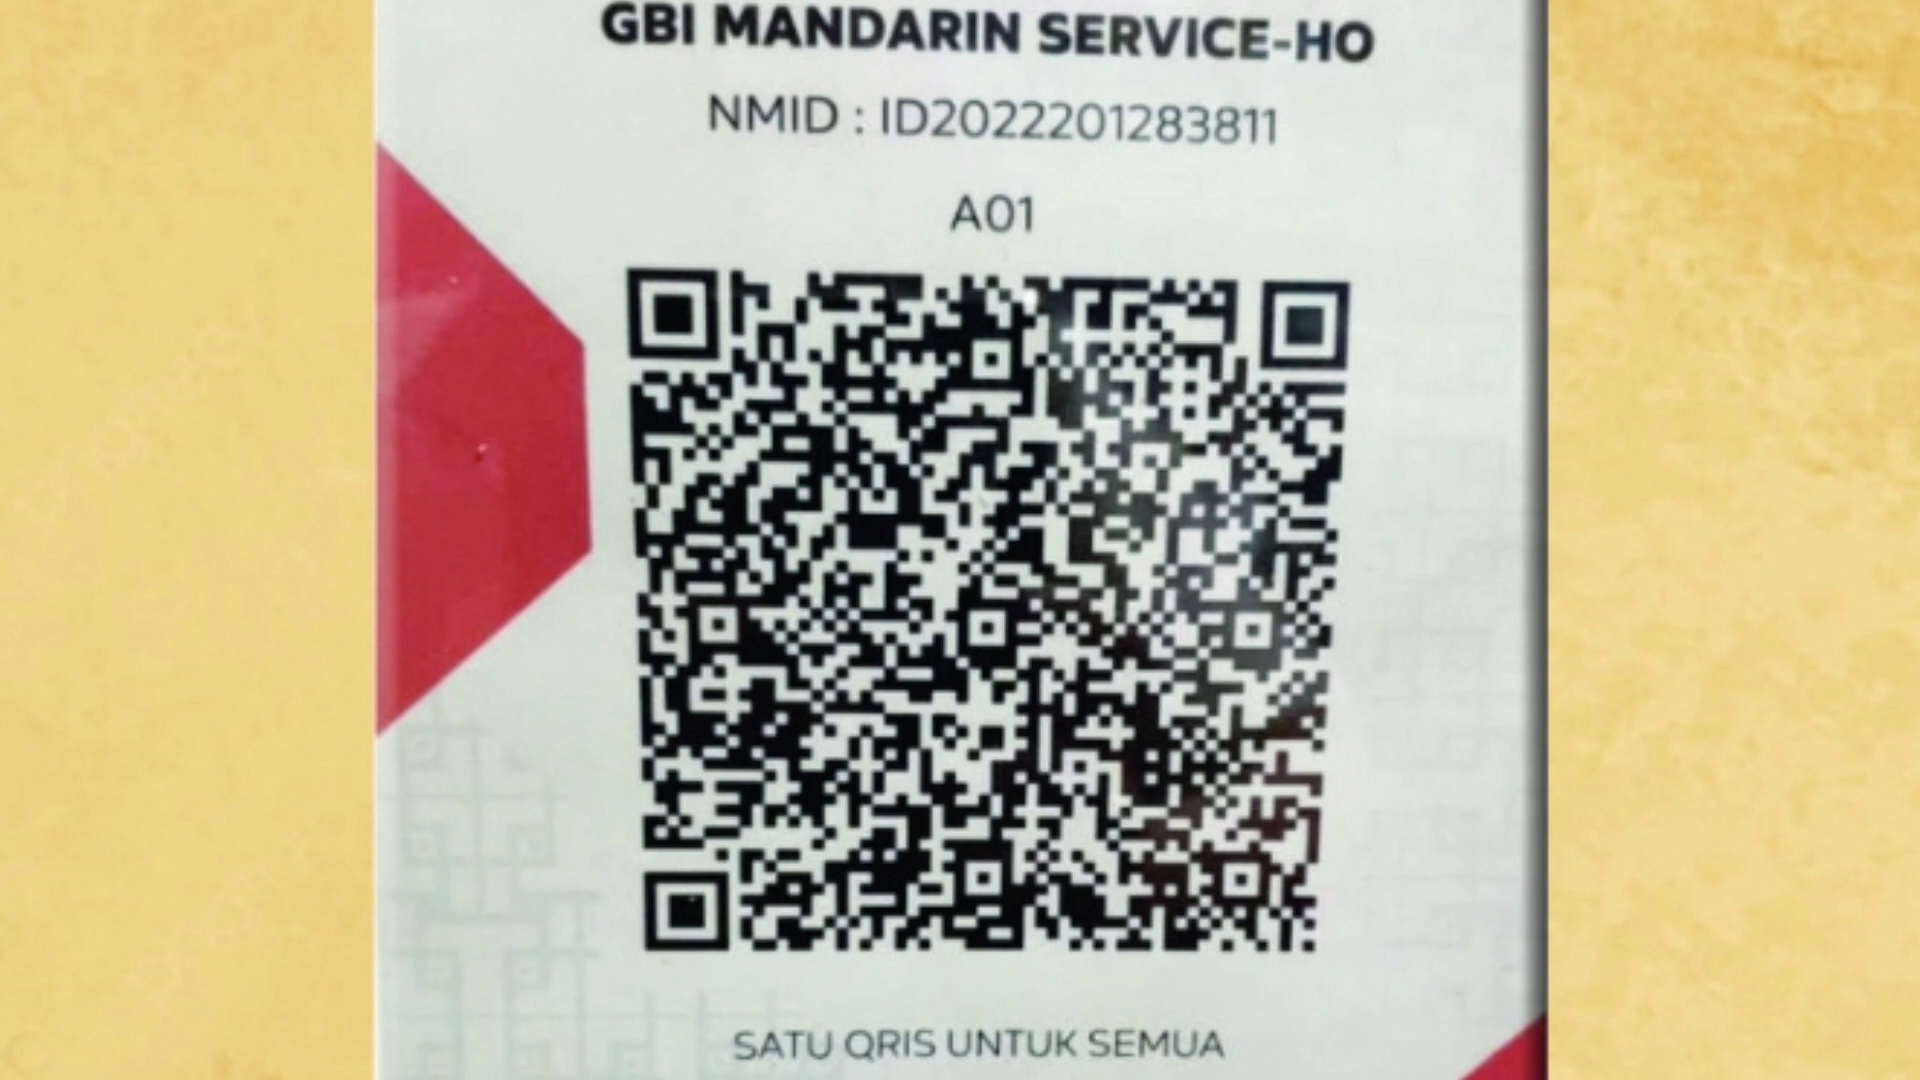 GBI MANDARIN SERVICE-HO
NMID : ID2022201283811
A01
SATU QRIS UNTUK SEMUA